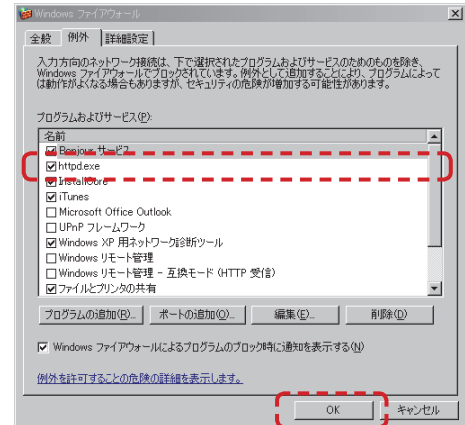 Windows ファイアウォール
全般 例外 詳細設定
入力方向のネットワーク接続は、下で選択されたプログラムおよびサービスのためのものを除き、
Windows ファイアウォールでブロックされています。例外として追加することにより、プログラムによって
は動作がよくなる場合もありますが、セキュリティの危険が増加する可能性があります。
プログラムおよびサービス(P):
名前
Bonjour サービス
httpd.exe
InstallCore
iTunes
Microsoft Office Outlook
UPnP フレームワーク
Windows XP 用ネットワーク診断ツール
Windows リモート管理
Windows リモート管理 - 互換モード (HTTP 受信)
ファイルとプリンタの共有
プログラムの追加(R)... ポートの追加(O)... 編集(E)... 削除(D)
Windows ファイアウォールによるプログラムのブロック時に通知を表示する(N)
例外を許可することの危険の詳細を表示します。
OK キャンセル